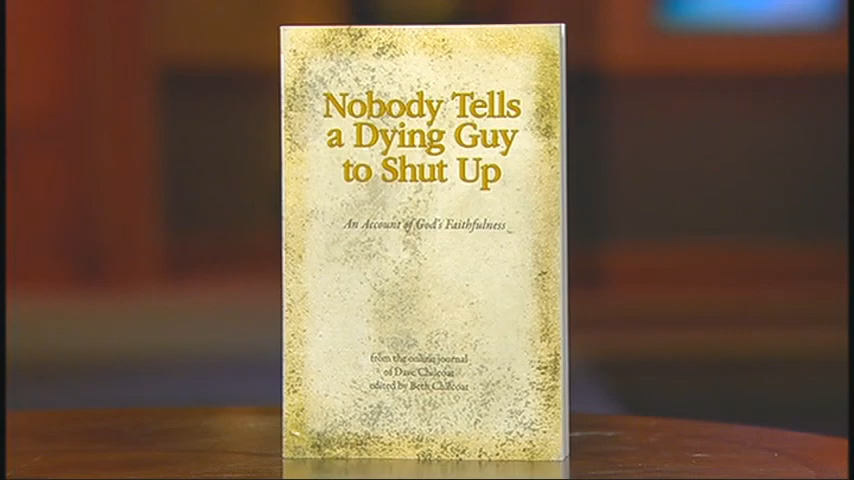 Nobody Tells
a Dying Guy
to Shut Up
An Account of God's Faithfulness
from the online journal
of Dave Chilcoat
edited by Beth Chilcoat